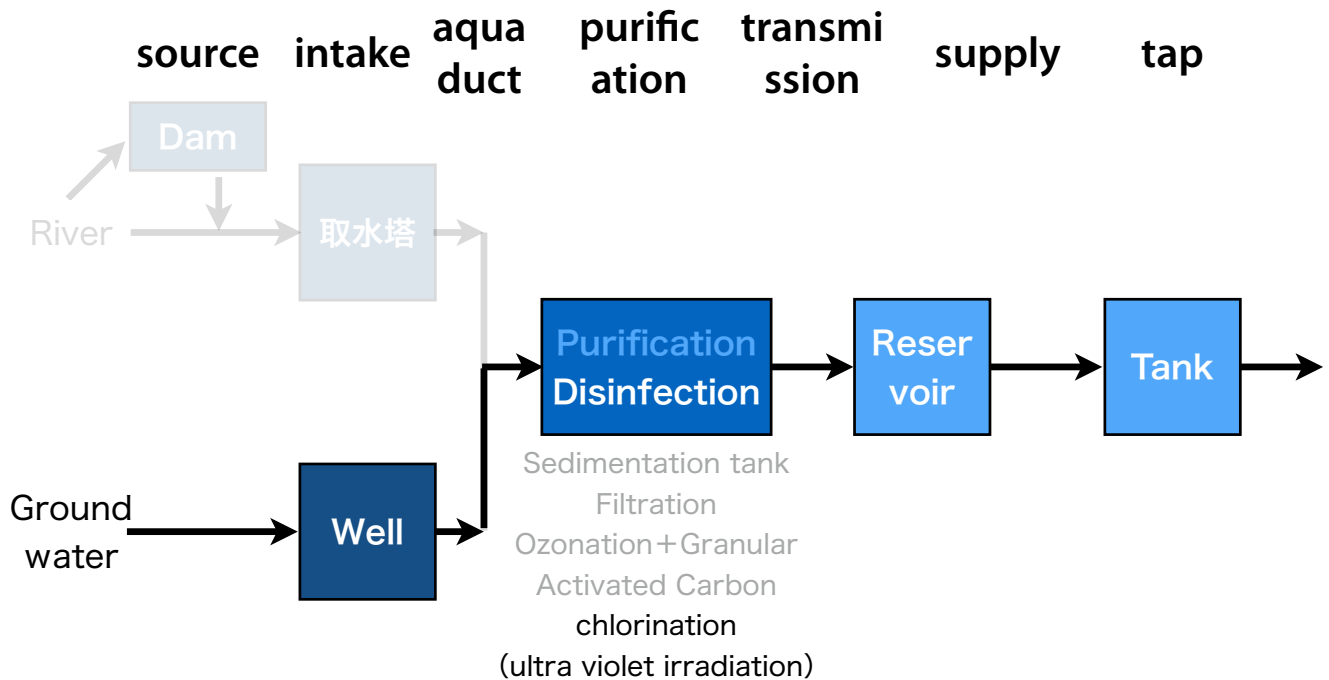 source
intake
aqua
duct
purific
ation
transmi
ssion
supply
tap
Dam
River
取水塔
Purification
Disinfection
Reser
voir
Tank
Sedimentation tank
Filtration
Ozonation＋Granular
Activated Carbon
chlorination
（ultra violet irradiation）
Ground
water
Well